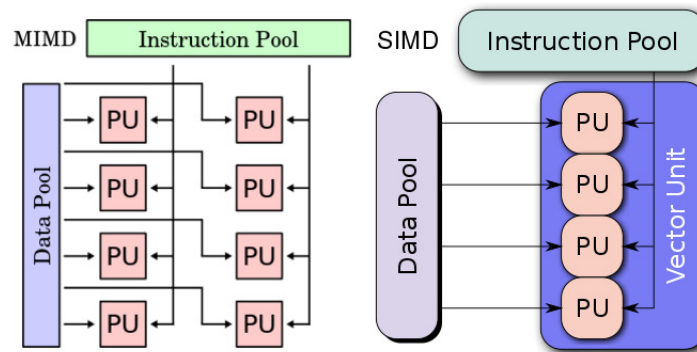 MIMD
Instruction Pool
Data Pool
PU PU
PU PU
PU PU
PU PU
SIMD
Instruction Pool
Data Pool
PU
PU
PU
PU
Vector Unit